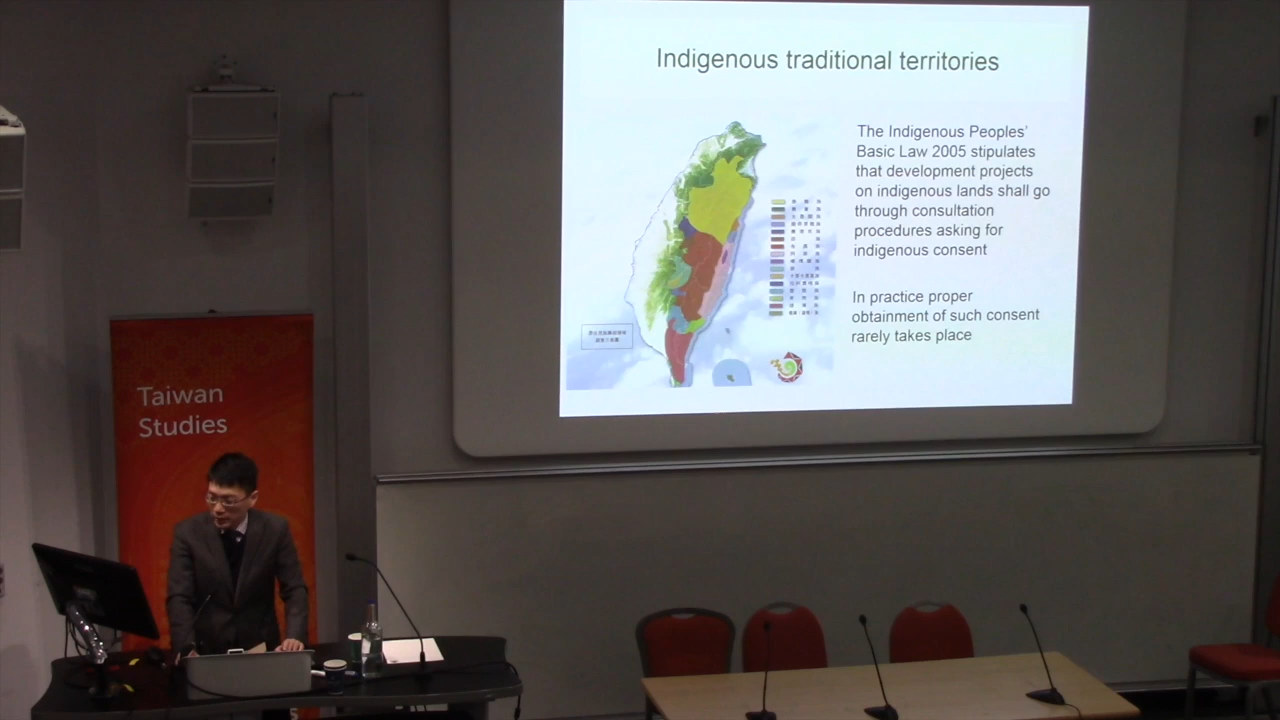 Indigenous traditional territories
The Indigenous Peoples'
Basic Law 2005 stipulates
that development projects
on indigenous lands shall go
through consultation
procedures asking for
indigenous consent
In practice proper
obtainment of such consent
rarely takes place
Taiwan
Studies